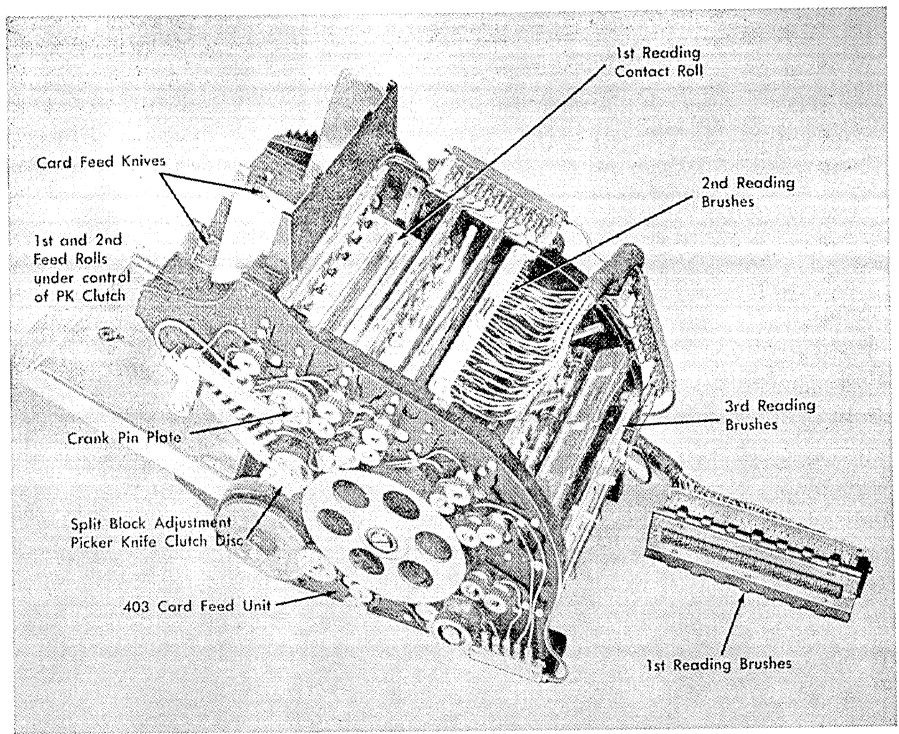 1st Reading
Contact Roll
Card Feed Knives
2nd Reading
Brushes
1st and 2nd
Feed Rolls
under control
of PK Clutch
3rd Reading
Brushes
Crank Pin Plate
Split Block Adjustment
Picker Knife Clutch Disc
403 Card Feed Unit
1st Reading Brushes